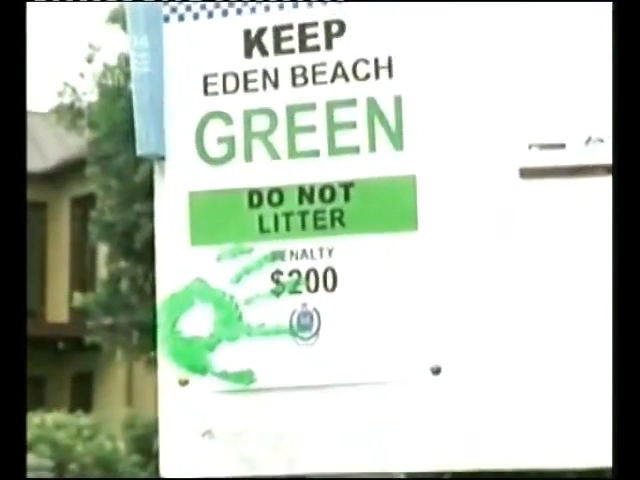 KEEP
EDEN BEACH
GREEN
DO NOT
LITTER
PENALTY
$200